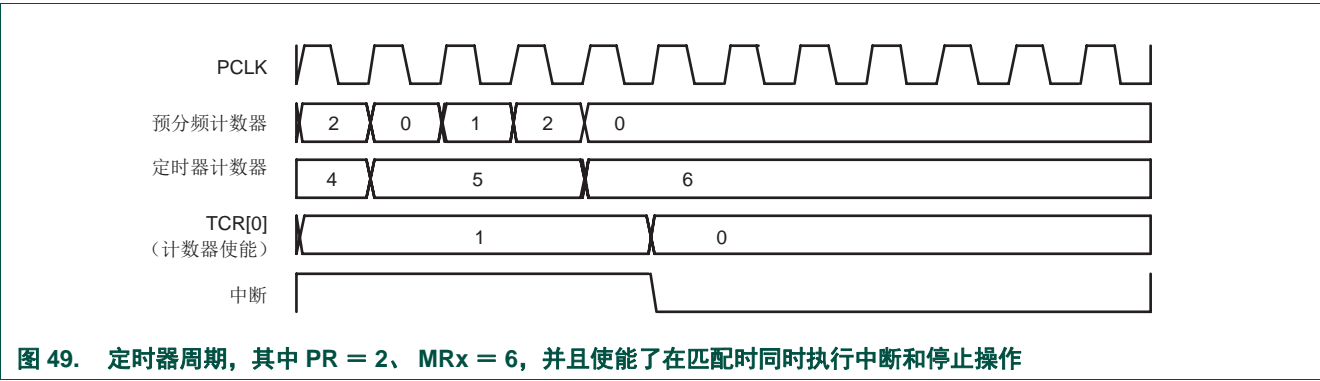 PCLK
预分频计数器 2 0 1 2 0
定时器计数器 4 5 6
TCR[0]
（计数器使能） 1 0
中断
图 49. 定时器周期，其中 PR ＝ 2、 MRx ＝ 6，并且使能了在匹配时同时执行中断和停止操作